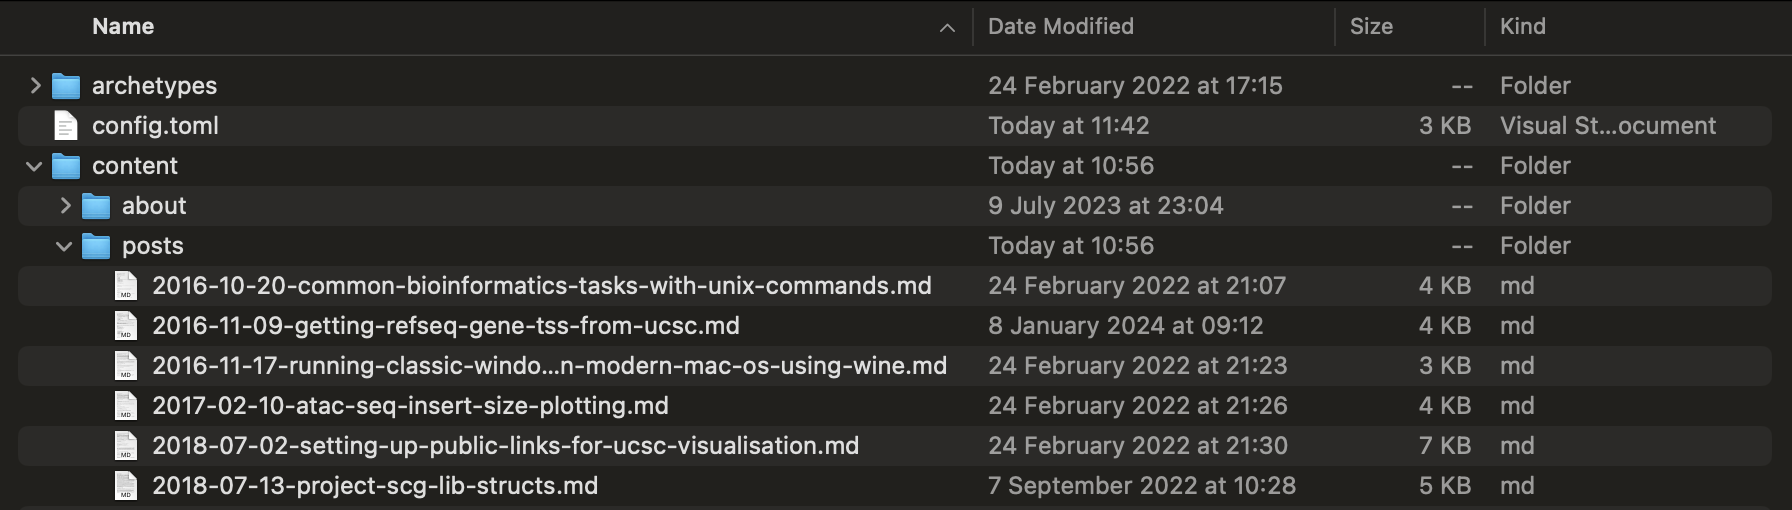 Name Date Modified Size Kind
archetypes 24 February 2022 at 17:15 -- Folder
config.toml Today at 11:42 3 KB Visual St...ocument
content Today at 10:56 -- Folder
about 9 July 2023 at 23:04 -- Folder
posts Today at 10:56 -- Folder
2016-10-20-common-bioinformatics-tasks-with-unix-commands.md 24 February 2022 at 21:07 4 KB md
2016-11-09-getting-refseq-gene-tss-from-ucsc.md 8 January 2024 at 09:12 4 KB md
2016-11-17-running-classic-windo...n-modern-mac-os-using-wine.md 24 February 2022 at 21:23 3 KB md
2017-02-10-atac-seq-insert-size-plotting.md 24 February 2022 at 21:26 4 KB md
2018-07-02-setting-up-public-links-for-ucsc-visualisation.md 24 February 2022 at 21:30 7 KB md
2018-07-13-project-scg-lib-structs.md 7 September 2022 at 10:28 5 KB md